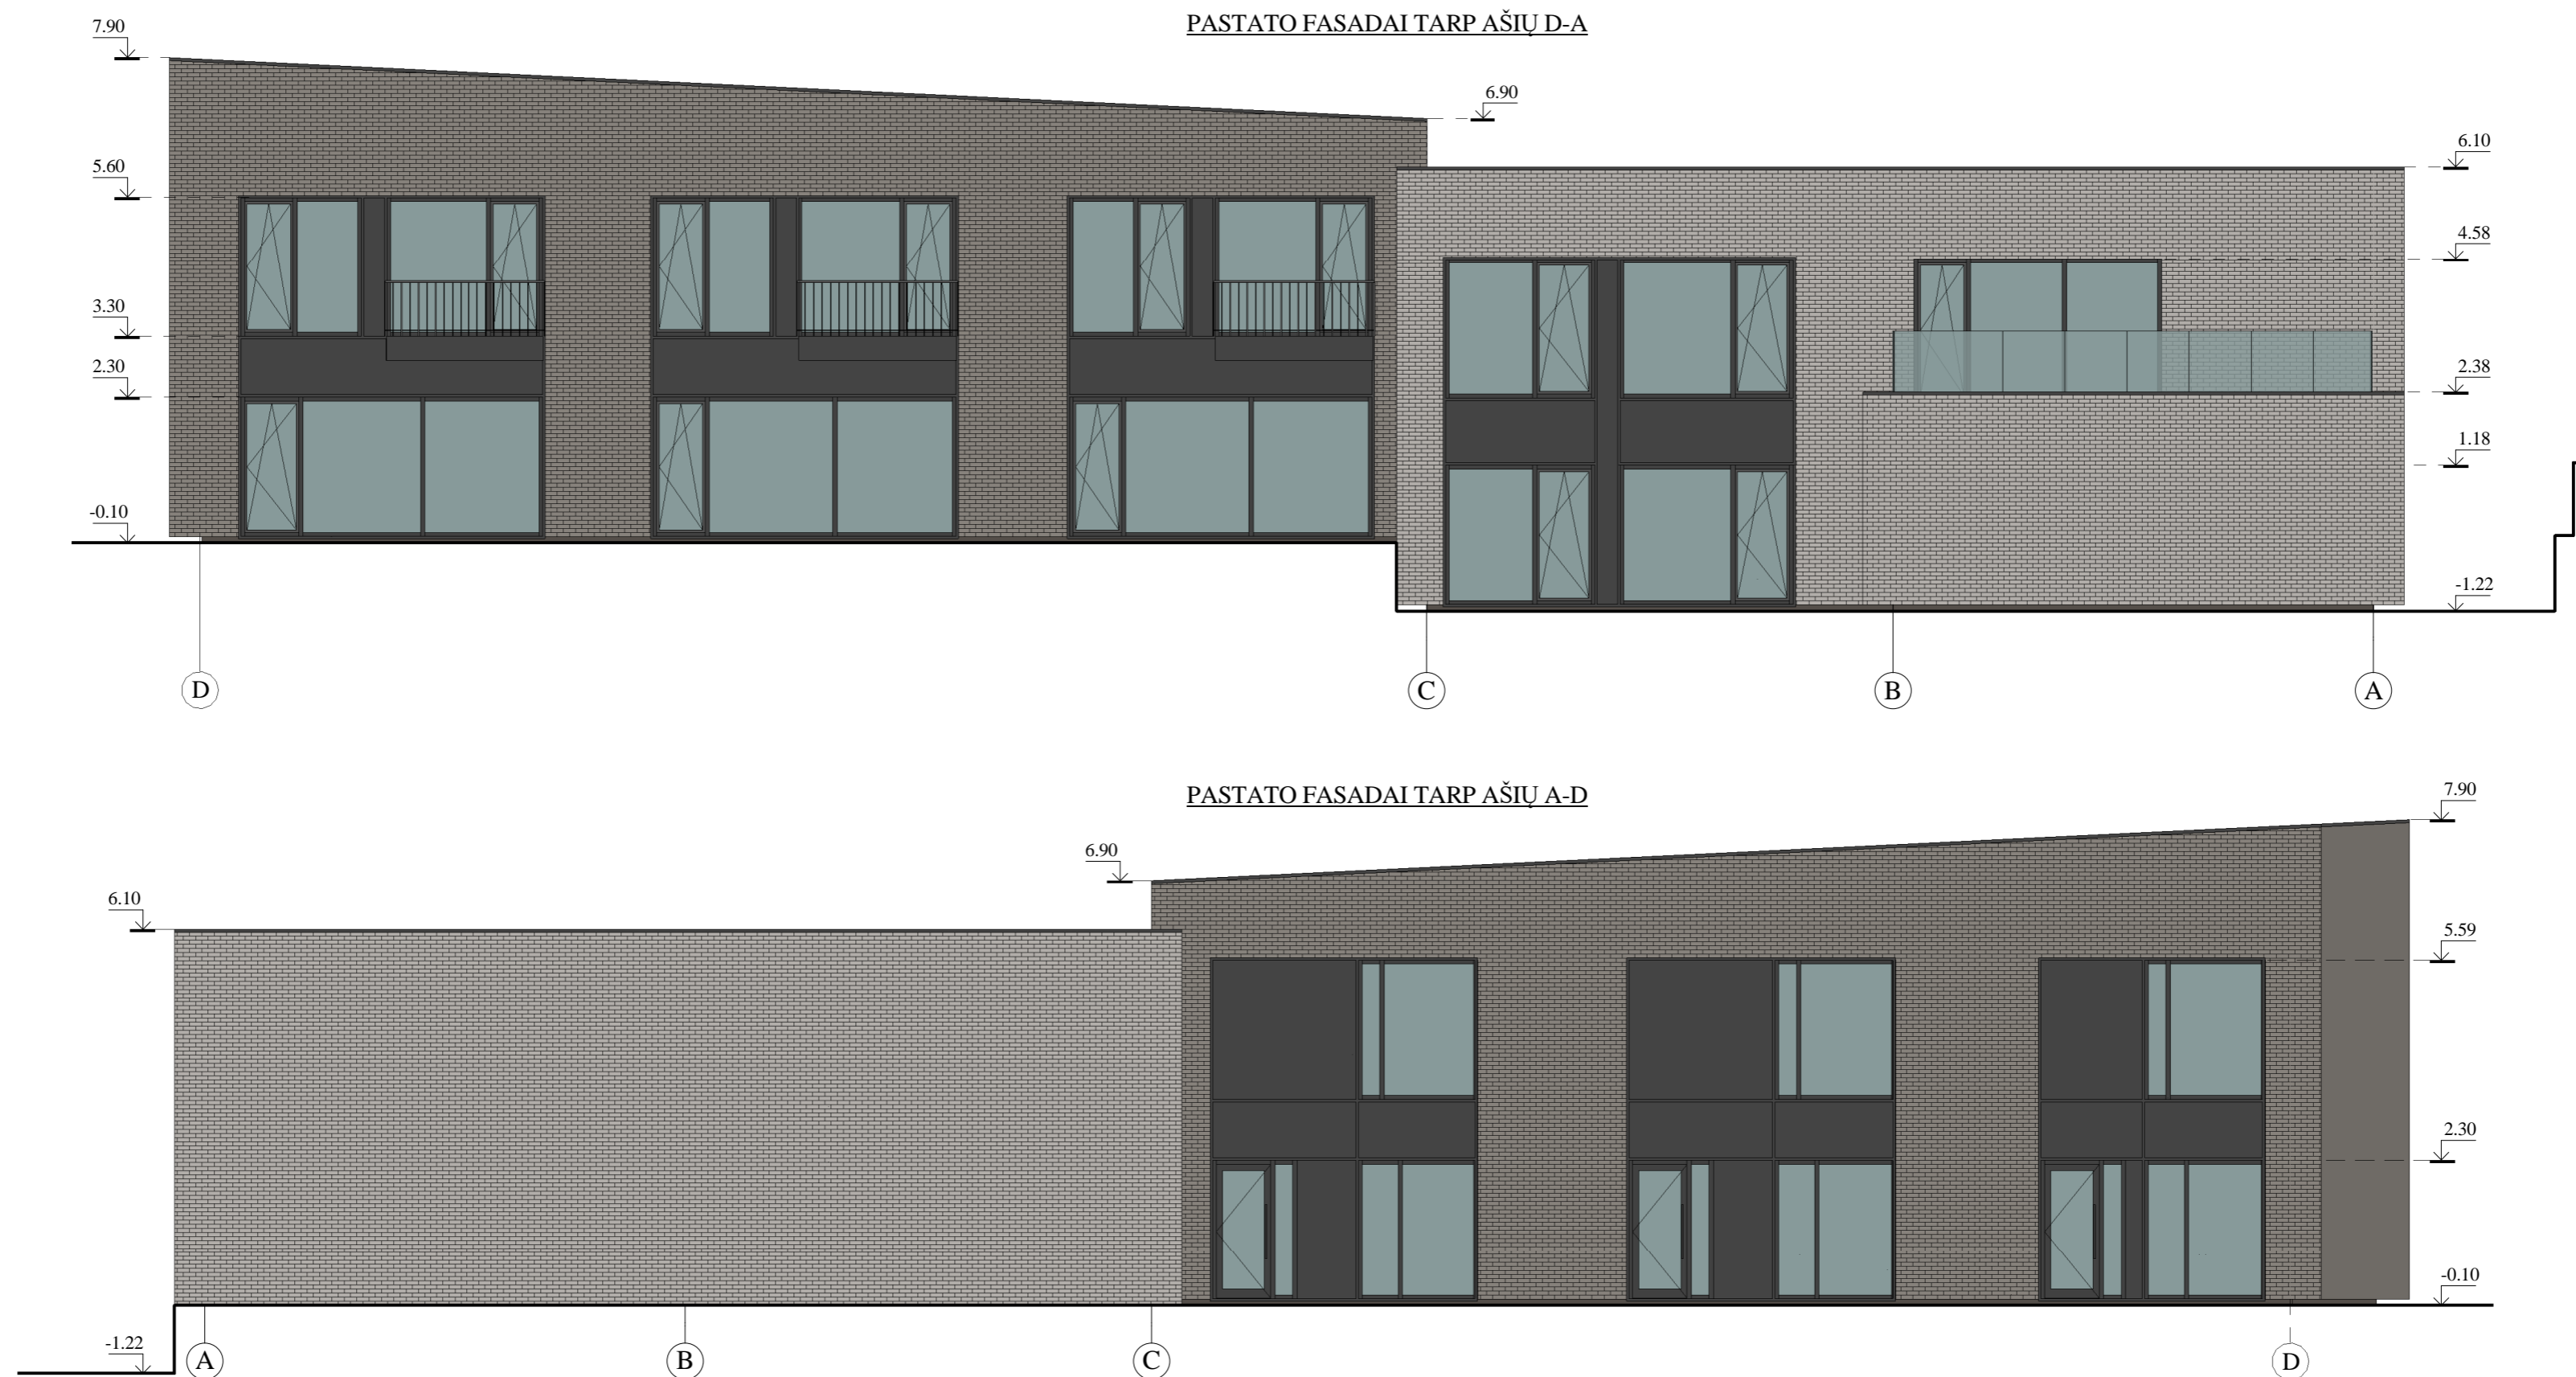 PASTATO FASADAI TARP AŠIŲ D-A
7.90
6.90
6.10
5.60
4.58
3.30
2.30
2.38
1.18
-0.10
-1.22
D
C
B
A
PASTATO FASADAI TARP AŠIŲ A-D
7.90
6.90
6.10
5.59
2.30
-0.10
-1.22
A
B
C
D